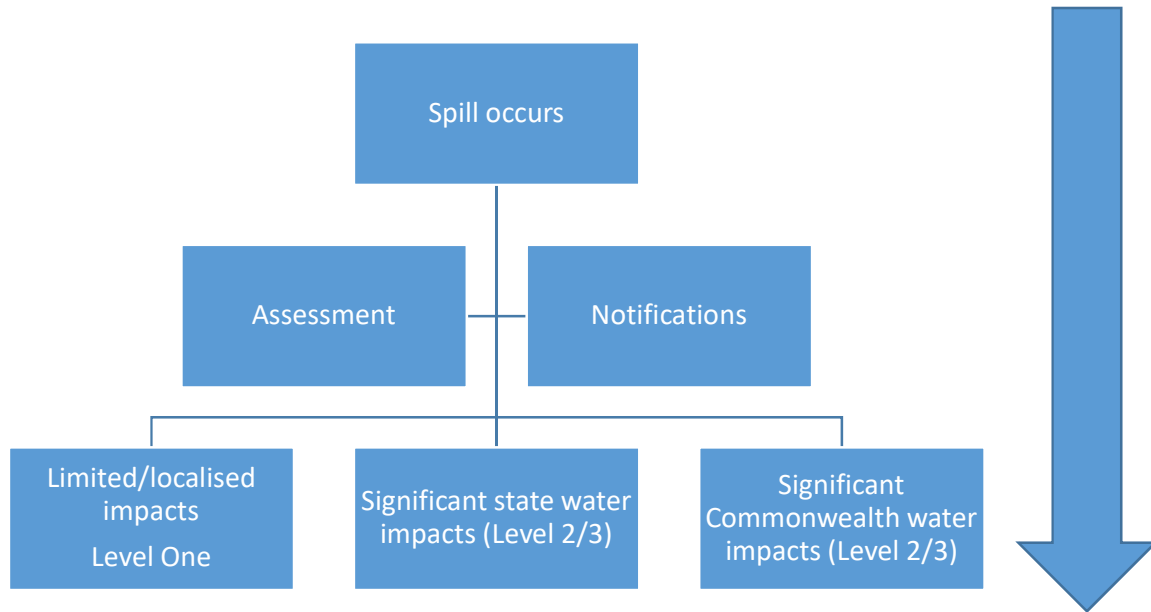 Spill occurs
Assessment
Notifications
Limited/localised
impacts
Level One
Significant state water
impacts (Level 2/3)
Significant
Commonwealth water
impacts (Level 2/3)